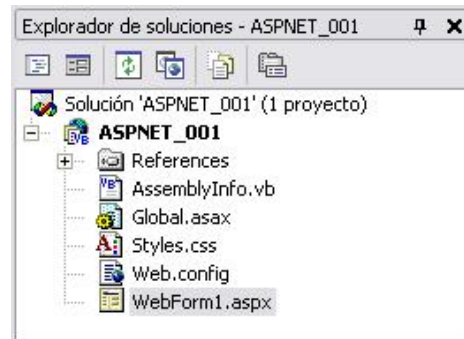 Explorador de soluciones - ASPNET_001
Solución 'ASPNET_001' (1 proyecto)
ASPNET_001
References
AssemblyInfo.vb
Global.asax
Styles.css
Web.config
WebForm1.aspx